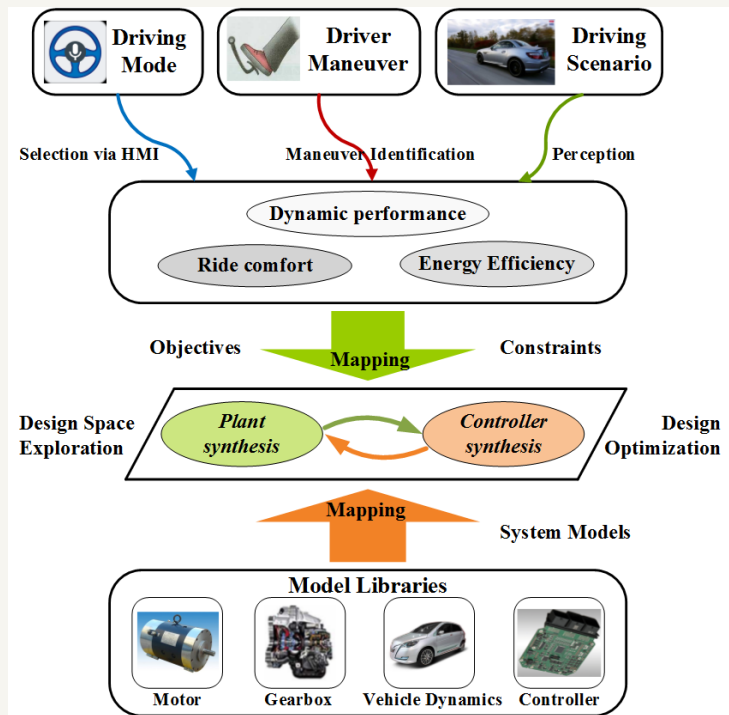 Driving
Mode
Driver
Maneuver
Driving
Scenario
Selection via HMI
Maneuver Identification
Perception
Dynamic performance
Ride comfort
Energy Efficiency
Objectives
Mapping
Constraints
Design Space
Exploration
Plant
synthesis
Controller
synthesis
Design
Optimization
Mapping
System Models
Model Libraries
Motor
Gearbox
Vehicle Dynamics
Controller